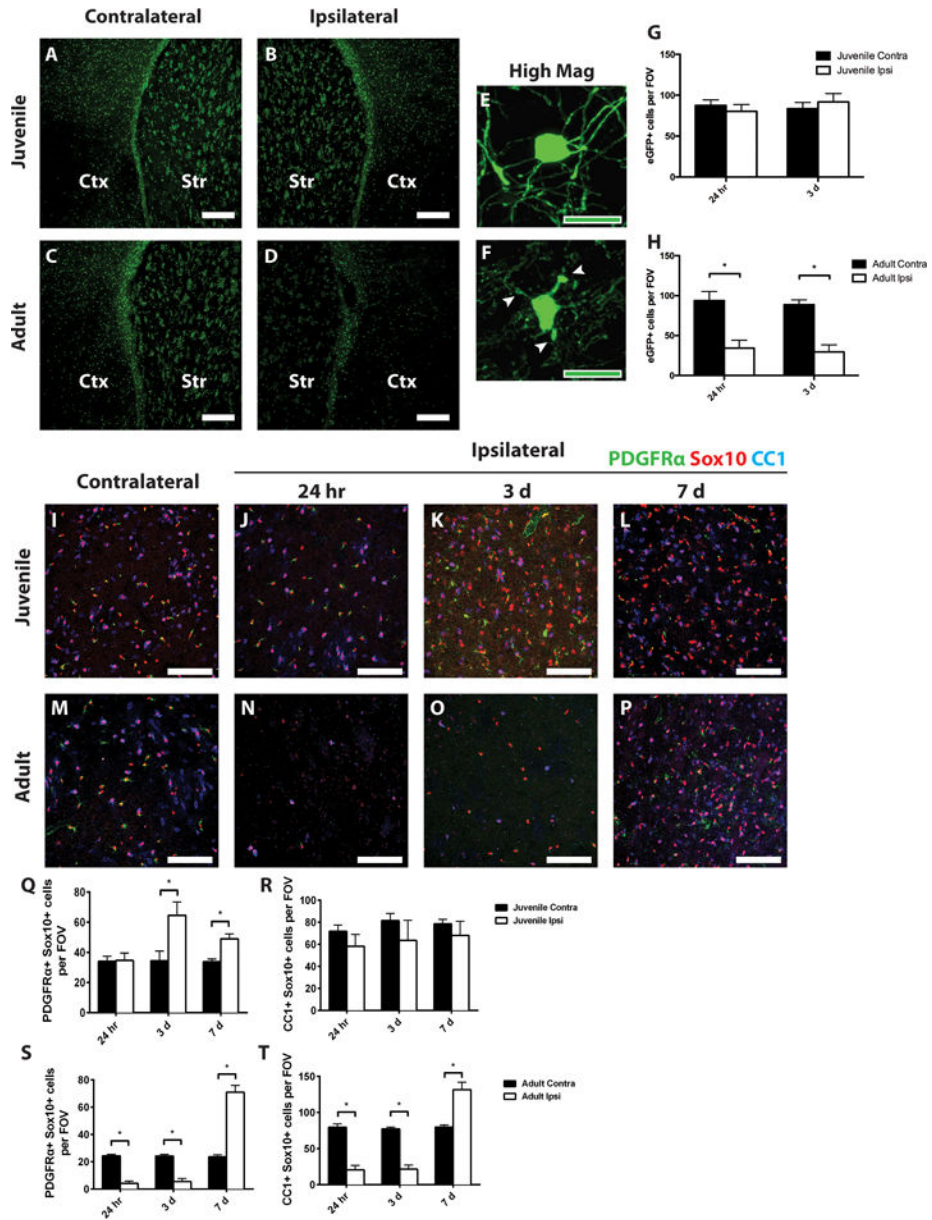 Contralateral
Ipsilateral
Juvenile
Adult
A
Ctx
Str
B
Str
Ctx
C
Ctx
Str
D
Str
Ctx
High Mag
E
F
G
eGFP+ cells per FOV
150
100
50
0
24 hr
3 d
Juvenile Contra
Juvenile Ipsi
H
eGFP+ cells per FOV
150
100
50
0
*
*
24 hr
3 d
Adult Contra
Adult Ipsi
Ipsilateral
PDGFRα Sox10 CC1
Contralateral
24 hr
3 d
7 d
Juvenile
Adult
I
J
K
L
M
N
O
P
Q
PDGFRα+ Sox10+ cells
per FOV
80
60
40
20
0
*
*
24 hr
3 d
7 d
R
CC1+ Sox10+ cells per FOV
100
80
60
40
20
0
24 hr
3 d
7 d
Juvenile Contra
Juvenile Ipsi
S
PDGFRα+ Sox10+ cells
per FOV
80
60
40
20
0
*
*
*
24 hr
3 d
7 d
T
CC1+ Sox10+ cells per FOV
150
100
50
0
*
*
*
24 hr
3 d
7 d
Adult Contra
Adult Ipsi